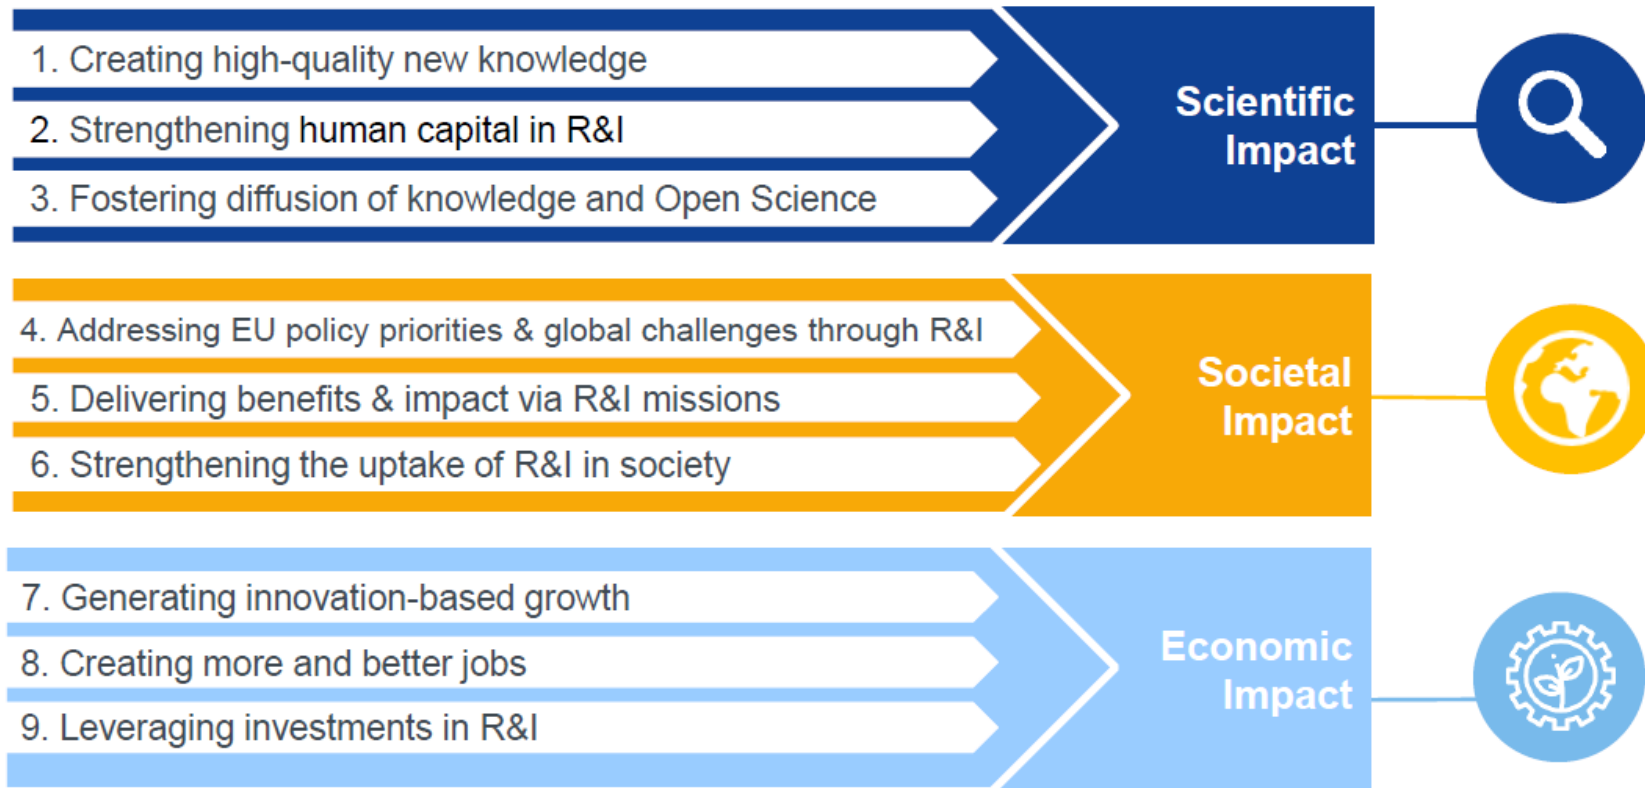 1. Creating high-quality new knowledge
2. Strengthening human capital in R&I
3. Fostering diffusion of knowledge and Open Science
Scientific
Impact
4. Addressing EU policy priorities & global challenges through R&I
5. Delivering benefits & impact via R&I missions
6. Strengthening the uptake of R&I in society
Societal
Impact
7. Generating innovation-based growth
8. Creating more and better jobs
9. Leveraging investments in R&I
Economic
Impact